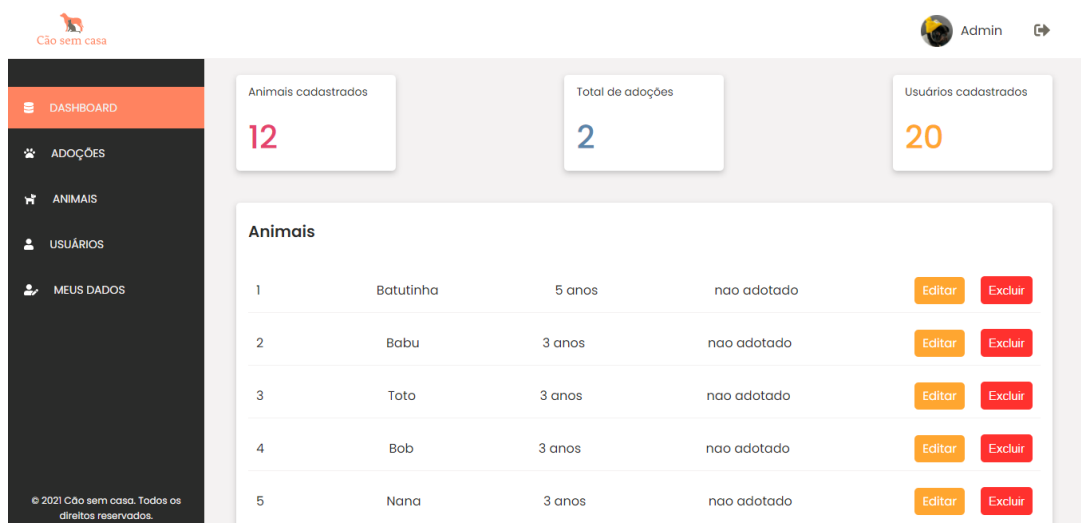 Cão sem casa
Admin
DASHBOARD
ADOÇÕES
ANIMAIS
USUÁRIOS
MEUS DADOS
© 2021 Cão sem casa. Todos os
direitos reservados.
Animais cadastrados
12
Total de adoções
2
Usuários cadastrados
20
Animais
1 Batutinha 5 anos nao adotado Editar Excluir
2 Babu 3 anos nao adotado Editar Excluir
3 Toto 3 anos nao adotado Editar Excluir
4 Bob 3 anos nao adotado Editar Excluir
5 Nana 3 anos nao adotado Editar Excluir